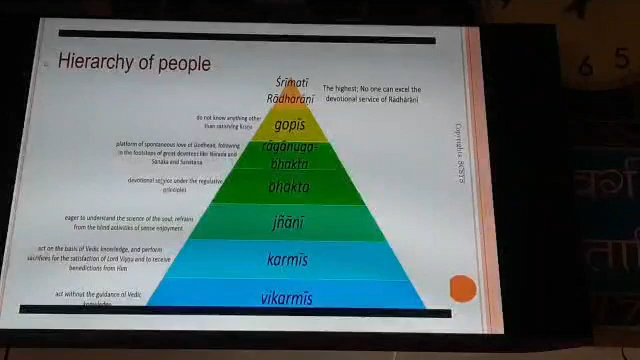 Hierarchy of people
Śrīmatī
Rādhārāṇī
The highest; No one can excel the
devotional service of Rādhārāṇī
do not know anything other
than satisfying Kṛṣṇa
gopīs
platform of spontaneous love of Godhead, following
in the footsteps of great devotees like Nārada and
Sanaka and Sanātana
rāgānuga-
bhakta
devotional service under the regulative
principles
bhakta
eager to understand the science of the soul, refrains
from the blind activities of sense enjoyment
jñānī
act on the basis of Vedic knowledge, and perform
sacrifices for the satisfaction of Lord Viṣṇu and to receive
benedictions from Him
karmīs
act without the guidance of Vedic
knowledge
vikarmīs
6 5